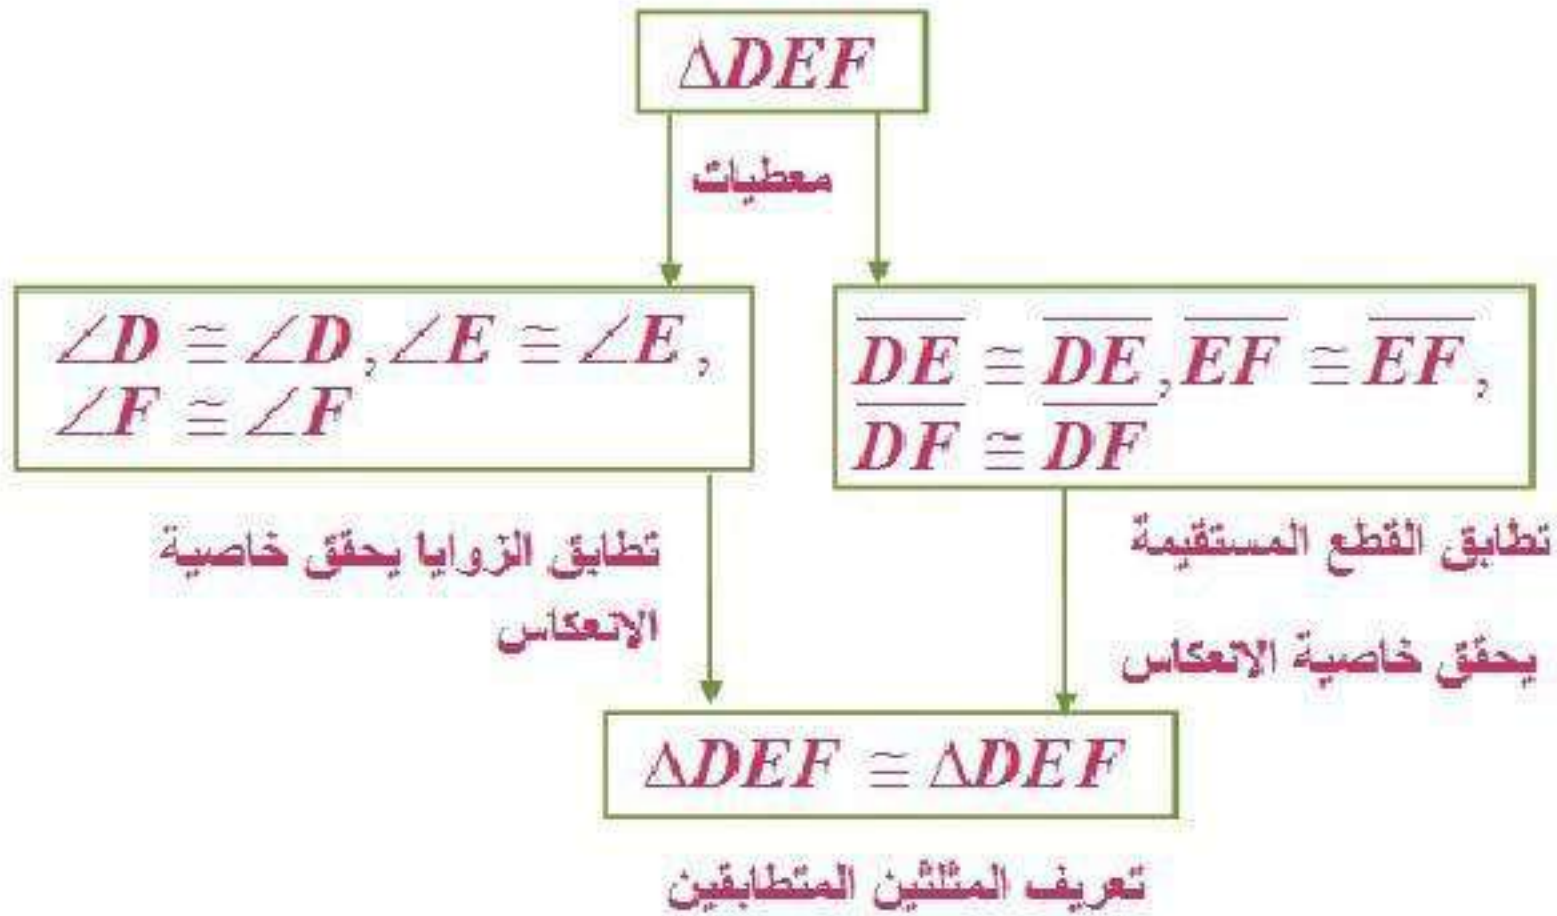 ΔDEF
معطيات
∠D ≅ ∠D, ∠E ≅ ∠E,
∠F ≅ ∠F
DE ≅ DE, EF ≅ EF,
DF ≅ DF
تطابق الزوايا يحقق خاصية
الانعكاس
تطابق القطع المستقيمة
يحقق خاصية الانعكاس
ΔDEF ≅ ΔDEF
تعريف المثلثين المتطابقين